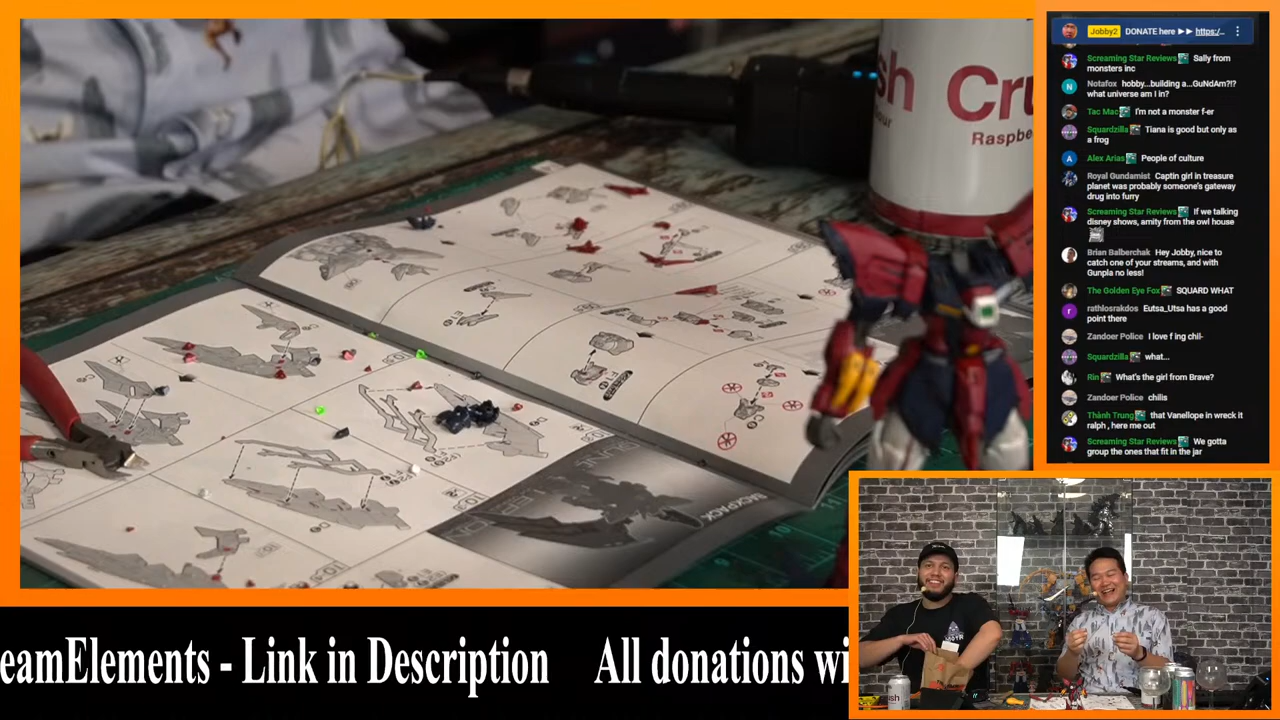 sh
our
Cru
Raspbe
BACKPACK
Jobby2 DONATE here ►► https:/...
Screaming Star Reviews Sally from
monsters inc
Notafox hobby...building a...GuNdAm?!?
what universe am I in?
Tac Mac I'm not a monster f-er
Squardzilla Tiana is good but only as
a frog
Alex Arias People of culture
Royal Gundamist Captin girl in treasure
planet was probably someone's gateway
drug into furry
Screaming Star Reviews If we talking
disney shows, amity from the owl house
Brian Balberchak Hey Jobby, nice to
catch one of your streams, and with
Gunpla no less!
The Golden Eye Fox SQUARD WHAT
rathlosrakdos Eutsa_Utsa has a good
point there
Zandoer Police I love f ing chil-
Squardzilla what...
Rin What's the girl from Brave?
Zandoer Police chilis
Thành Trung that Vanellope in wreck it
ralph , here me out
Screaming Star Reviews We gotta
group the ones that fit in the jar
eamElements - Link in Description All donations wi